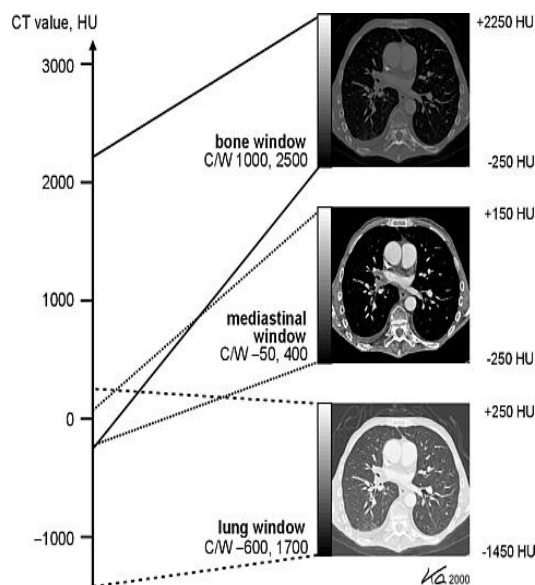 CT value, HU
3000
2000
1000
0
−1000
bone window
C/W 1000, 2500
+2250 HU
-250 HU
mediastinal
window
C/W −50, 400
+150 HU
-250 HU
lung window
C/W −600, 1700
+250 HU
-1450 HU
2000